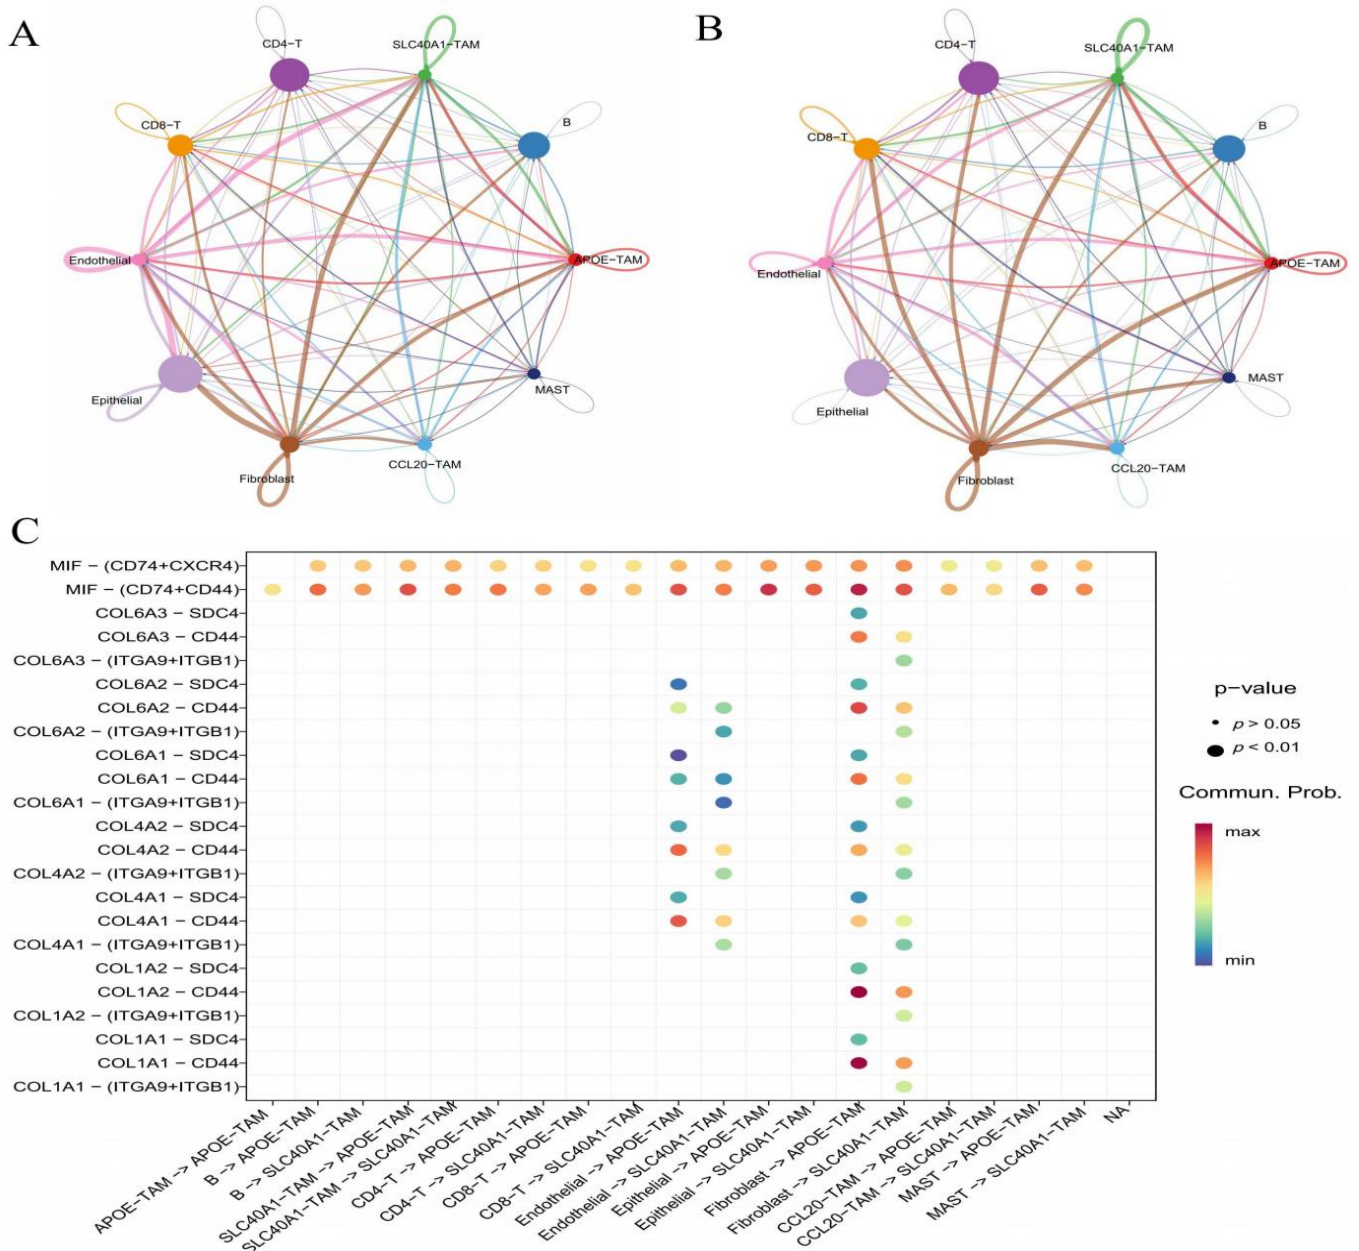 A
CD4−T
SLC40A1−TAM
B
APOE−TAM
MAST
CCL20−TAM
Fibroblast
Epithelial
Endothelial
CD8−T
B
CD4−T
SLC40A1−TAM
B
APOE−TAM
MAST
CCL20−TAM
Fibroblast
Epithelial
Endothelial
CD8−T
C
MIF − (CD74+CXCR4)
MIF − (CD74+CD44)
COL6A3 − SDC4
COL6A3 − CD44
COL6A3 − (ITGA9+ITGB1)
COL6A2 − SDC4
COL6A2 − CD44
COL6A2 − (ITGA9+ITGB1)
COL6A1 − SDC4
COL6A1 − CD44
COL6A1 − (ITGA9+ITGB1)
COL4A2 − SDC4
COL4A2 − CD44
COL4A2 − (ITGA9+ITGB1)
COL4A1 − SDC4
COL4A1 − CD44
COL4A1 − (ITGA9+ITGB1)
COL1A2 − SDC4
COL1A2 − CD44
COL1A2 − (ITGA9+ITGB1)
COL1A1 − SDC4
COL1A1 − CD44
COL1A1 − (ITGA9+ITGB1)
APOE−TAM −> APOE−TAM
B −> APOE−TAM
B −> SLC40A1−TAM
SLC40A1−TAM −> APOE−TAM
SLC40A1−TAM −> SLC40A1−TAM
CD4−T −> APOE−TAM
CD4−T −> SLC40A1−TAM
CD8−T −> APOE−TAM
CD8−T −> SLC40A1−TAM
Endothelial −> APOE−TAM
Endothelial −> SLC40A1−TAM
Epithelial −> APOE−TAM
Epithelial −> SLC40A1−TAM
Fibroblast −> APOE−TAM
Fibroblast −> SLC40A1−TAM
CCL20−TAM −> APOE−TAM
CCL20−TAM −> SLC40A1−TAM
MAST −> APOE−TAM
MAST −> SLC40A1−TAM
NA
p−value
p > 0.05
p < 0.01
Commun. Prob.
max
min